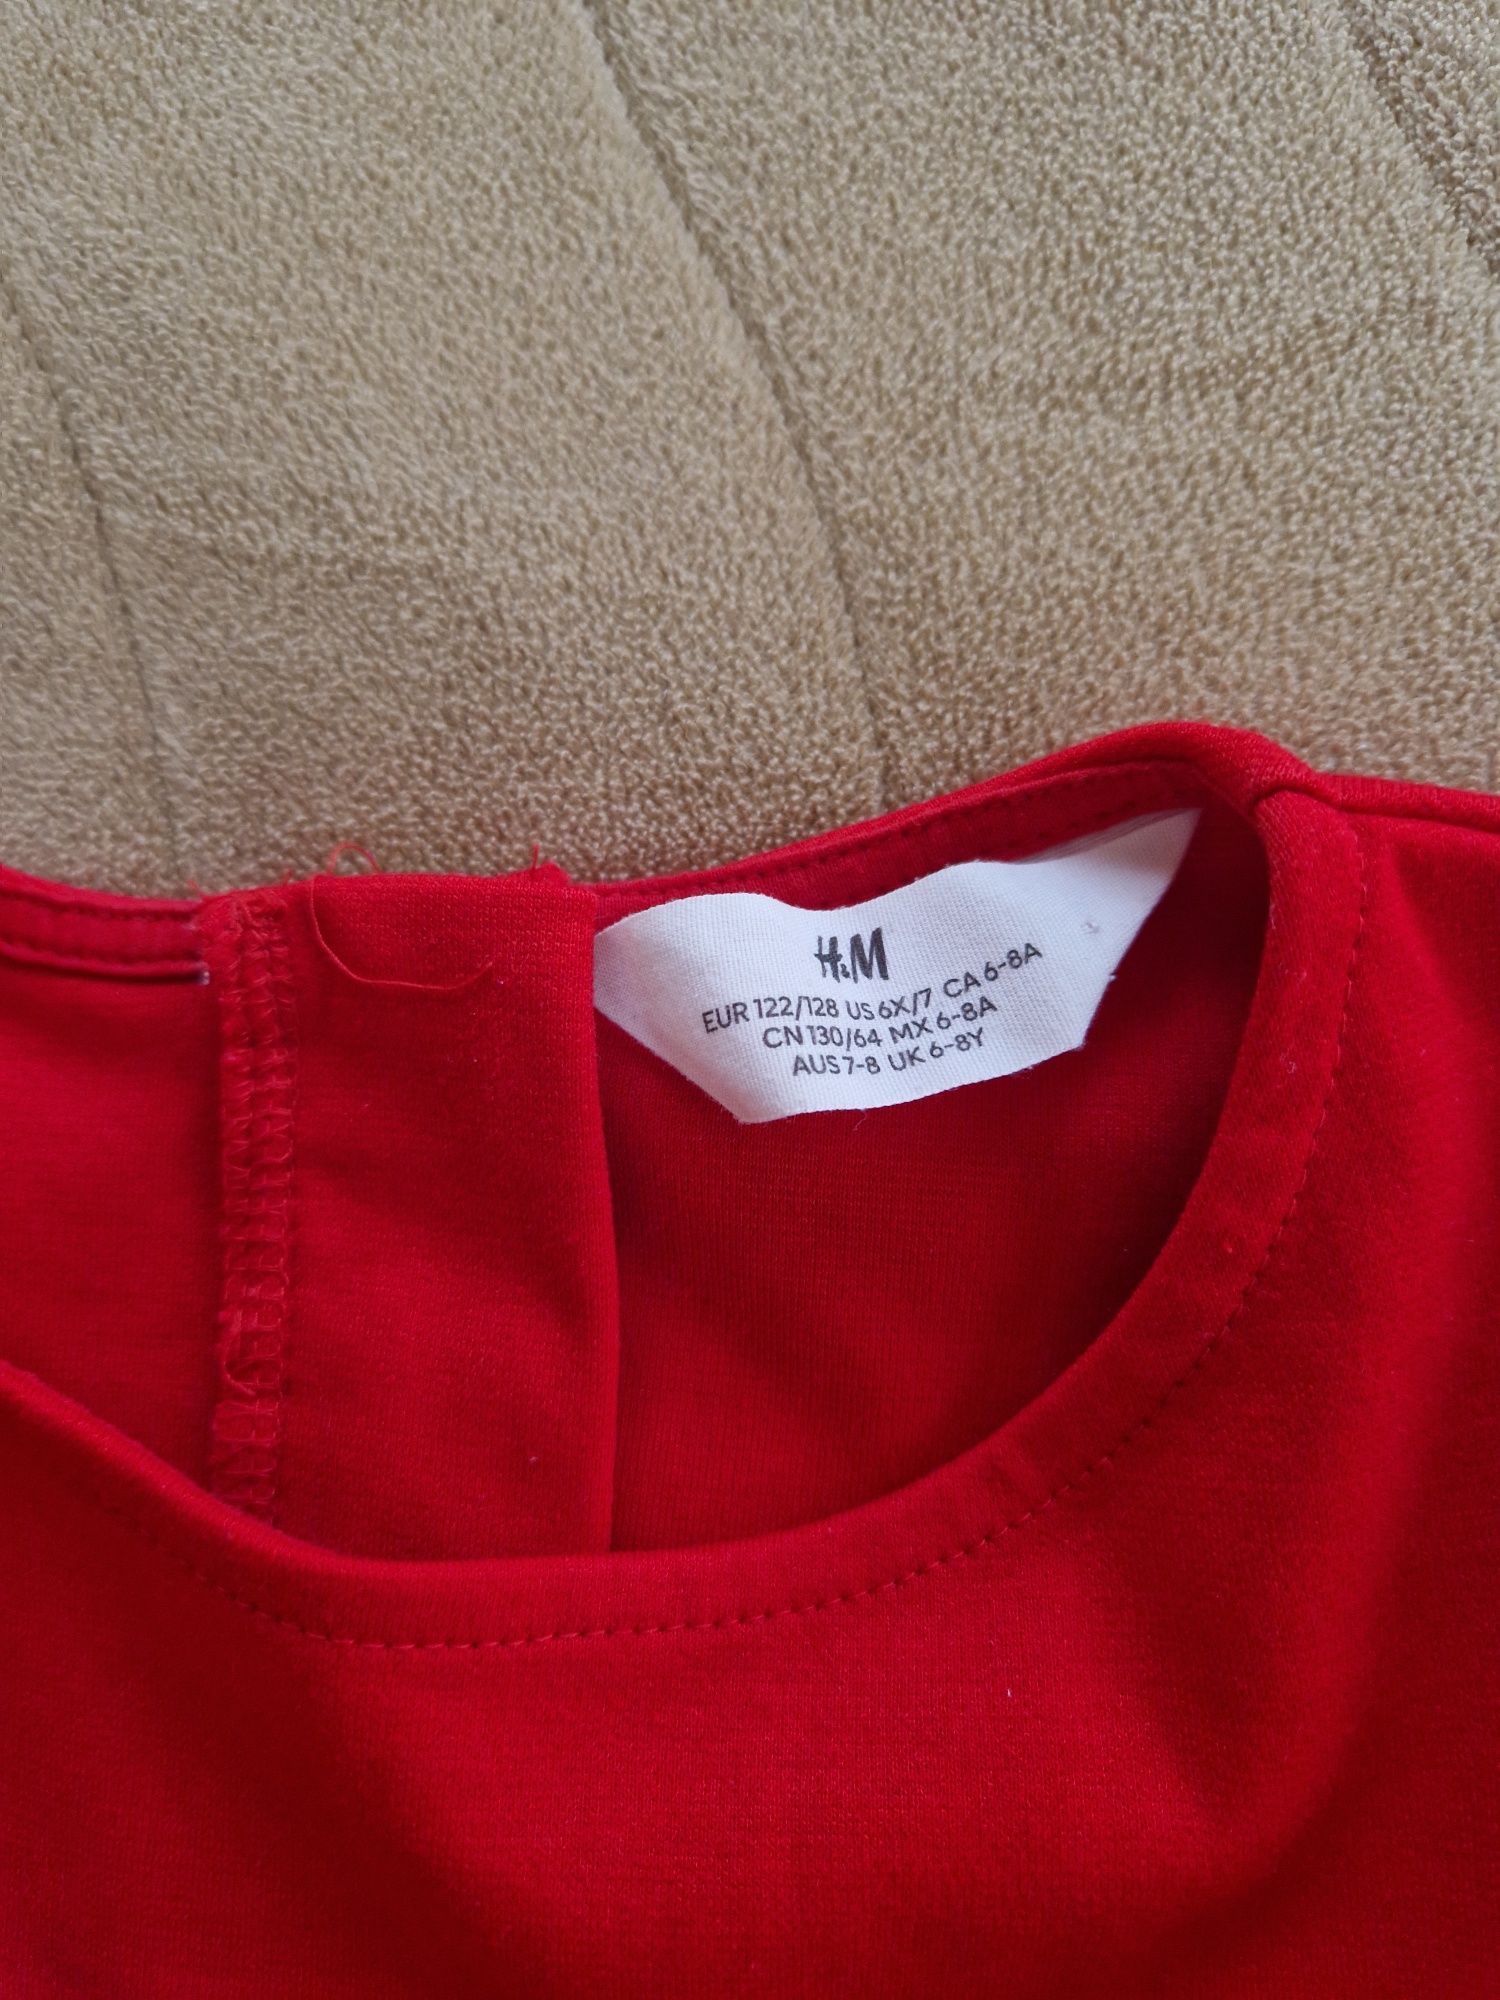 H&M
EUR 122/128 US 6X/7 CA 6-8A
CN 130/64 MX 6-8A
AUS 7-8 UK 6-8Y